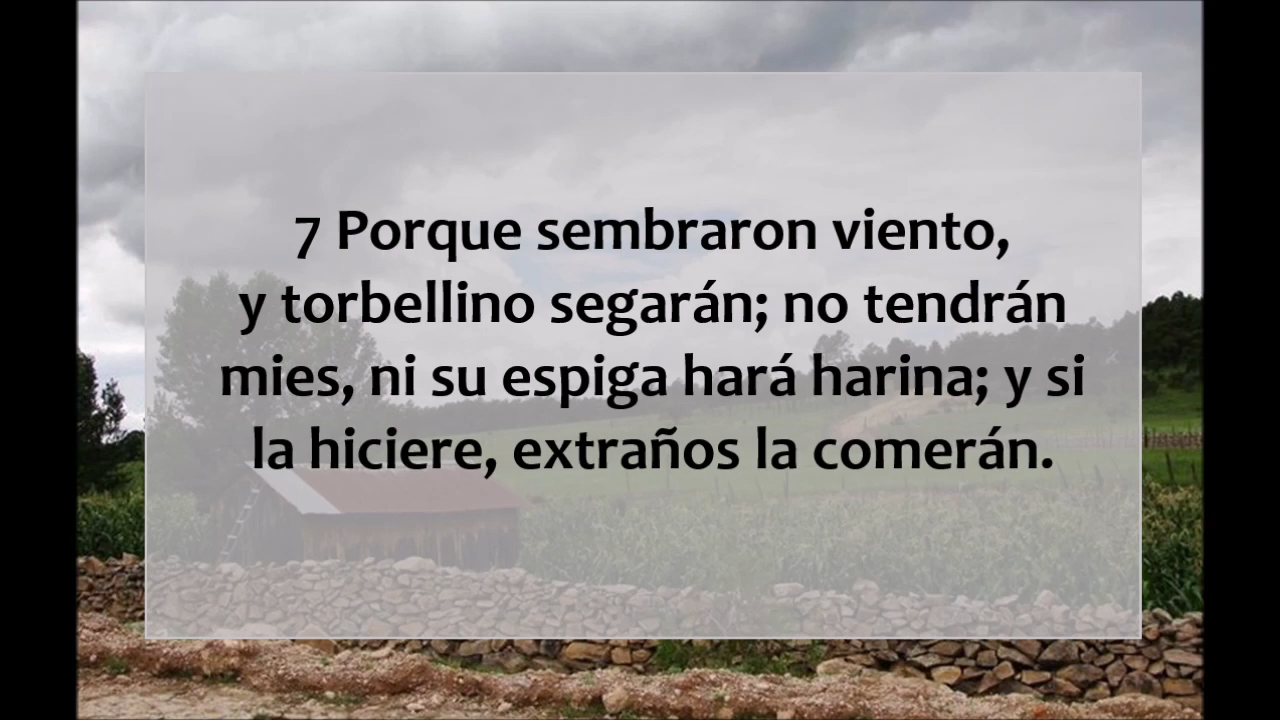 7 Porque sembraron viento,
y torbellino segarán; no tendrán
mies, ni su espiga hará harina; y si
la hiciere, extraños la comerán.